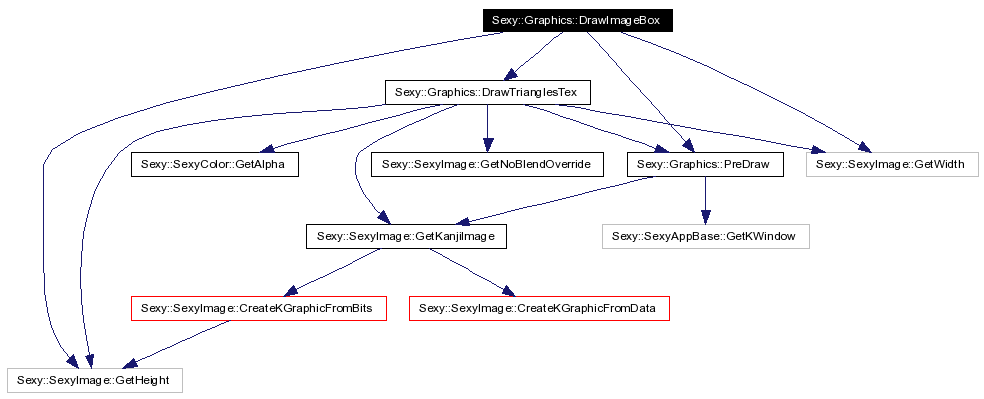 Sexy::Graphics::DrawImageBox
Sexy::Graphics::DrawTrianglesTex
Sexy::SexyColor::GetAlpha
Sexy::SexyImage::GetNoBlendOverride
Sexy::Graphics::PreDraw
Sexy::SexyImage::GetWidth
Sexy::SexyImage::GetKanjiImage
Sexy::SexyAppBase::GetKWindow
Sexy::SexyImage::CreateKGraphicFromBits
Sexy::SexyImage::CreateKGraphicFromData
Sexy::SexyImage::GetHeight